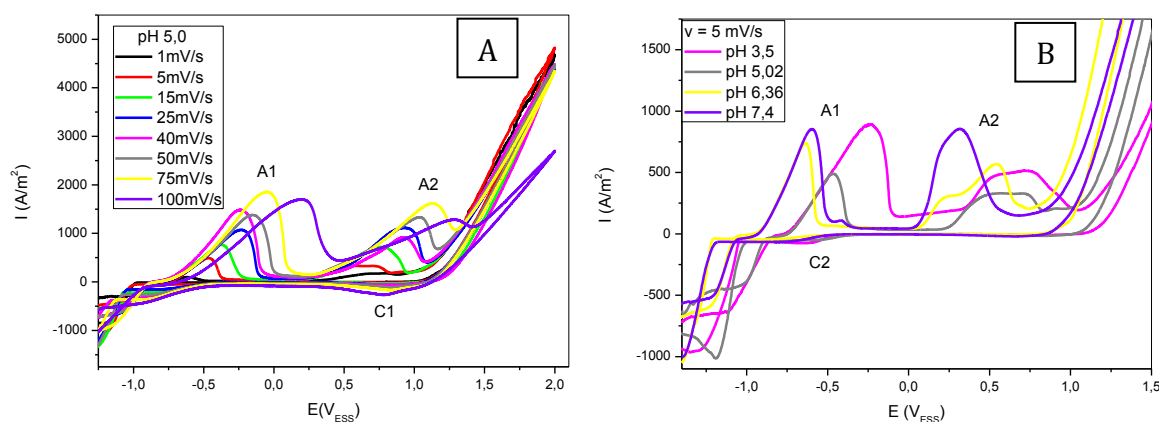 A
pH 5,0
1mV/s
5mV/s
15mV/s
25mV/s
40mV/s
50mV/s
75mV/s
100mV/s
A1
A2
C1
5000
4000
3000
2000
1000
0
-1000
I (A/m²)
-1,0
-0,5
0,0
0,5
1,0
1,5
2,0
E(V_ESS)
B
v = 5 mV/s
pH 3,5
pH 5,02
pH 6,36
pH 7,4
A1
A2
C2
1500
1000
500
0
-500
-1000
I (A/m²)
-1,0
-0,5
0,0
0,5
1,0
1,5
E (V_ESS)